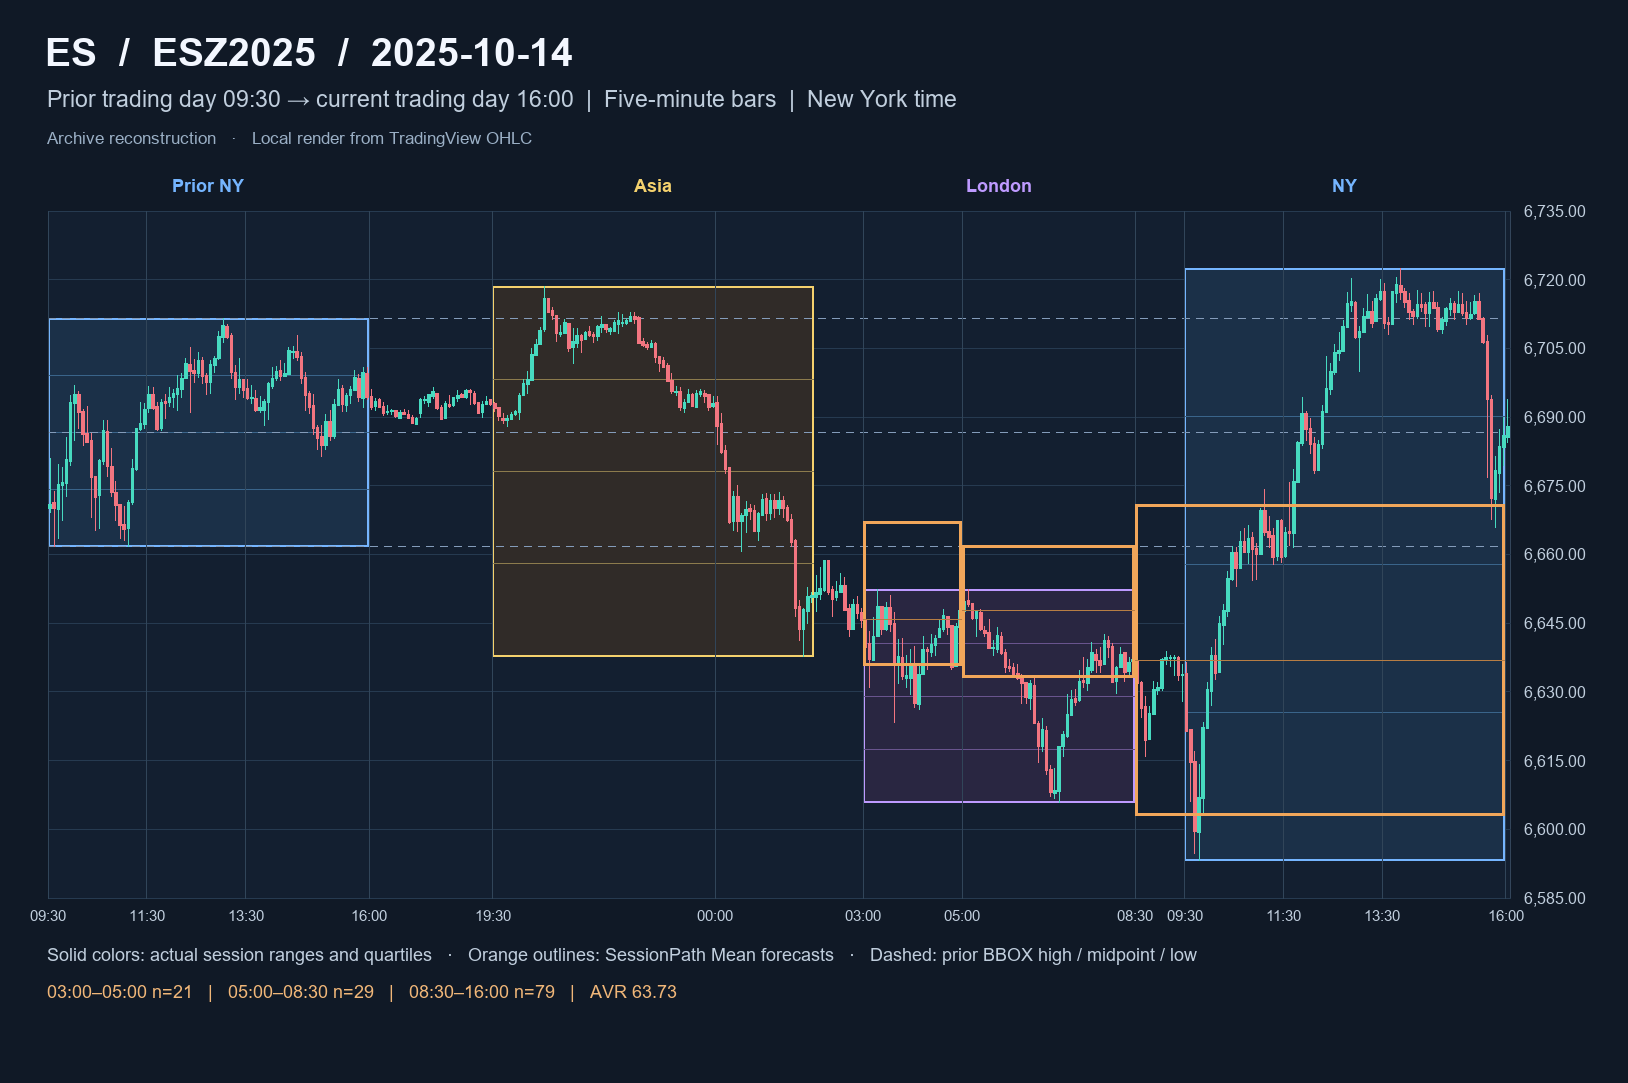 ES / ESZ2025 / 2025-10-14
Prior trading day 09:30 → current trading day 16:00 | Five-minute bars | New York time
Archive reconstruction · Local render from TradingView OHLC
Prior NY Asia London NY
6,735.00
6,720.00
6,705.00
6,690.00
6,675.00
6,660.00
6,645.00
6,630.00
6,615.00
6,600.00
6,585.00
09:30 11:30 13:30 16:00 19:30 00:00 03:00 05:00 08:30 09:30 11:30 13:30 16:00
Solid colors: actual session ranges and quartiles · Orange outlines: SessionPath Mean forecasts · Dashed: prior BBOX high / midpoint / low
03:00–05:00 n=21 | 05:00–08:30 n=29 | 08:30–16:00 n=79 | AVR 63.73